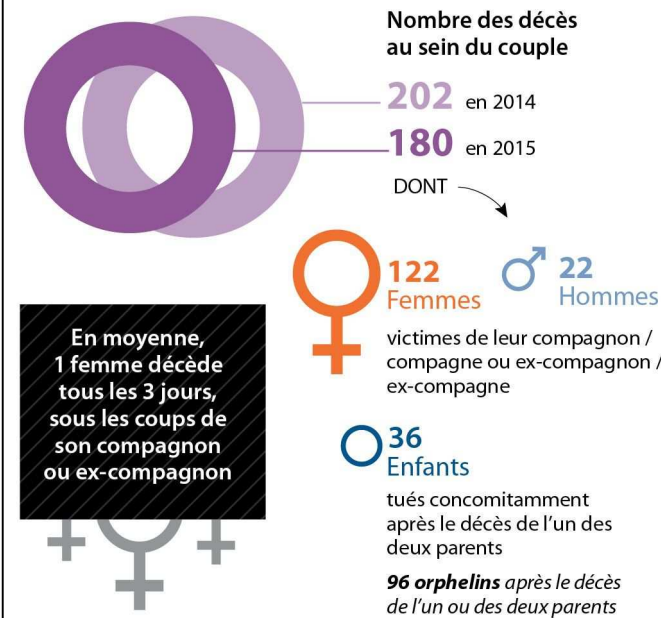 Nombre des décès
au sein du couple
202 en 2014
180 en 2015
DONT
122
Femmes
22
Hommes
victimes de leur compagnon /
compagne ou ex-compagnon /
ex-compagne
En moyenne,
1 femme décède
tous les 3 jours,
sous les coups de
son compagnon
ou ex-compagnon
36
Enfants
tués concomitamment
après le décès de l'un des
deux parents
96 orphelins après le décès
de l'un ou des deux parents